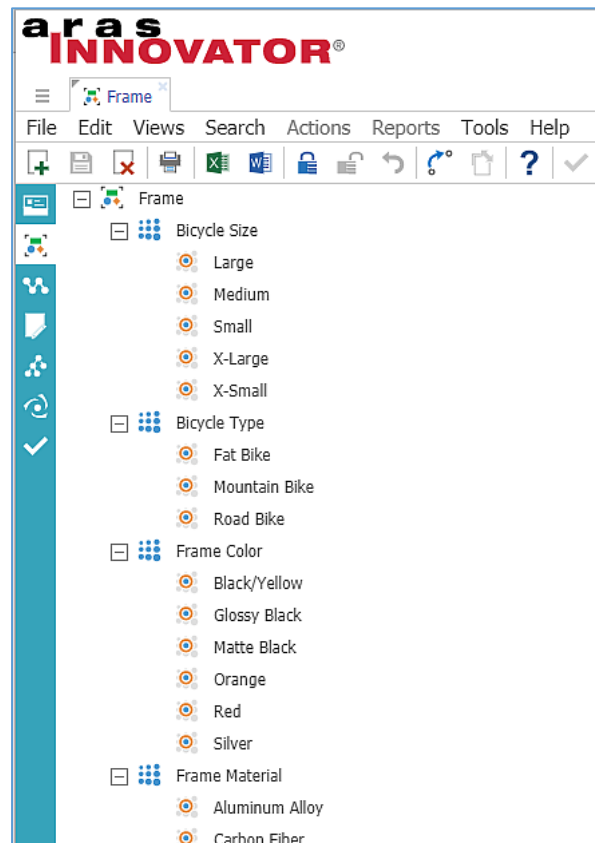 aras
INNOVATOR®
Frame
File Edit Views Search Actions Reports Tools Help
Frame
Bicycle Size
Large
Medium
Small
X-Large
X-Small
Bicycle Type
Fat Bike
Mountain Bike
Road Bike
Frame Color
Black/Yellow
Glossy Black
Matte Black
Orange
Red
Silver
Frame Material
Aluminum Alloy
Carbon Fiber